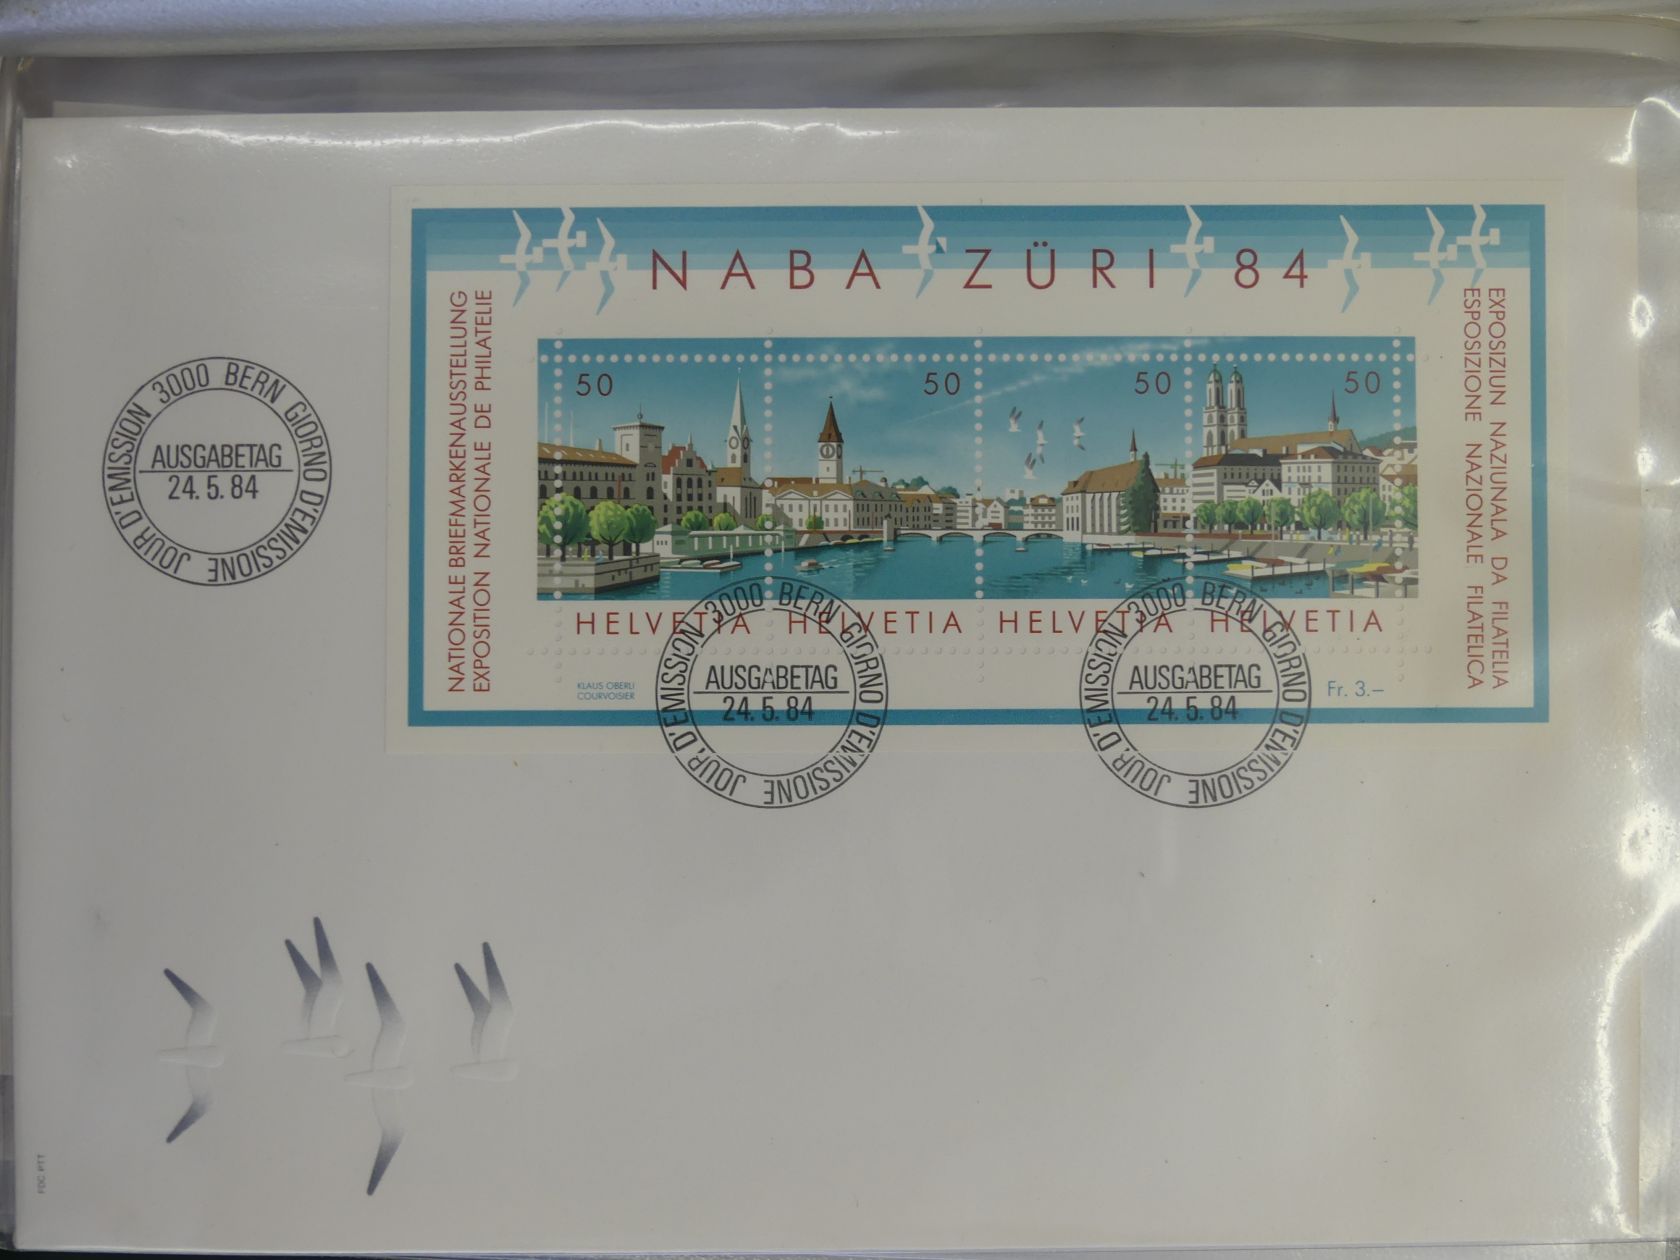 NABA ZÜRI 84
NATIONALE BRIEFMARKENAUSSTELLUNG
EXPOSITION NATIONALE DE PHILATELIE
EXPOSIZIUN NAZIUNALA DA FILATELIA
ESPOSIZIONE NAZIONALE FILATELICA
50 50 50 50
HELVETIA HELVETIA HELVETIA HELVETIA
KLAUS OBERLI
COURVOISIER
Fr. 3.–
JOUR D'EMISSION 3000 BERN GIORNO D'EMISSIONE
AUSGABETAG
24.5.84
JOUR D'EMISSION 3000 BERN GIORNO D'EMISSIONE
AUSGABETAG
24.5.84
JOUR D'EMISSION 3000 BERN GIORNO D'EMISSIONE
AUSGABETAG
24.5.84
FDC PTT